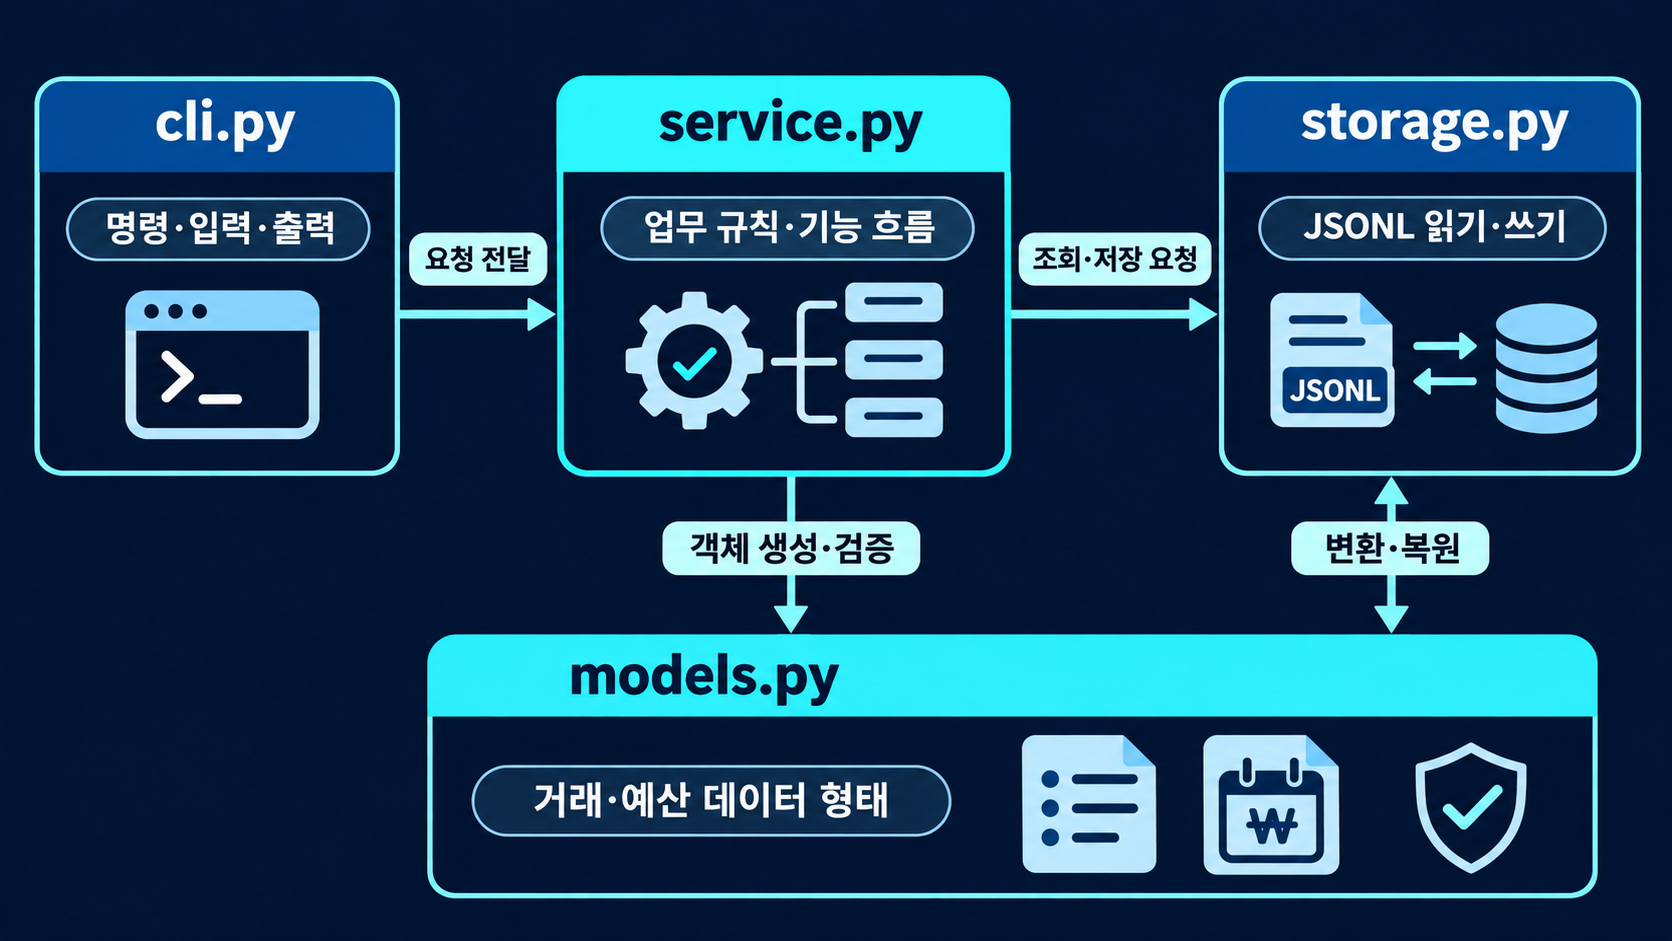 cli.py
명령·입력·출력
요청 전달
service.py
업무 규칙·기능 흐름
조회·저장 요청
storage.py
JSONL 읽기·쓰기
JSONL
객체 생성·검증
변환·복원
models.py
거래·예산 데이터 형태
₩